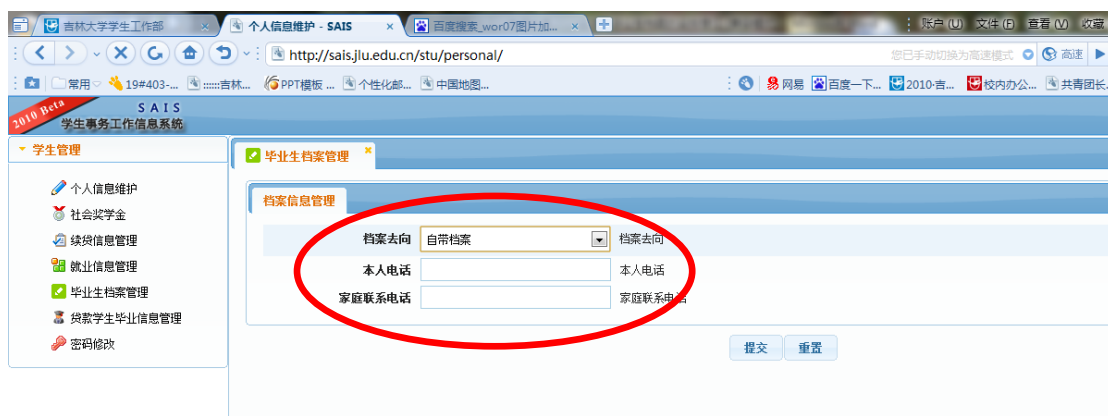 吉林大学学生工作部 × 个人信息维护 - SAIS × 百度搜索_wor07图片加... × 账户(U) 文件(F) 查看(V) 收藏
http://sais.jlu.edu.cn/stu/personal/ 您已手动切换为高速模式 高速
常用 19#403-... ::::::吉林... PPT模板 ... 个性化邮... 中国地图... 网易 百度一下... 2010·吉... 校内办公... 共青团长.
2010 Beta
SAIS
学生事务工作信息系统
学生管理
个人信息维护
社会奖学金
续贷信息管理
就业信息管理
毕业生档案管理
贷款学生毕业信息管理
密码修改
毕业生档案管理 ×
档案信息管理
档案去向 自带档案 档案去向
本人电话 本人电话
家庭联系电话 家庭联系电话
提交 重置